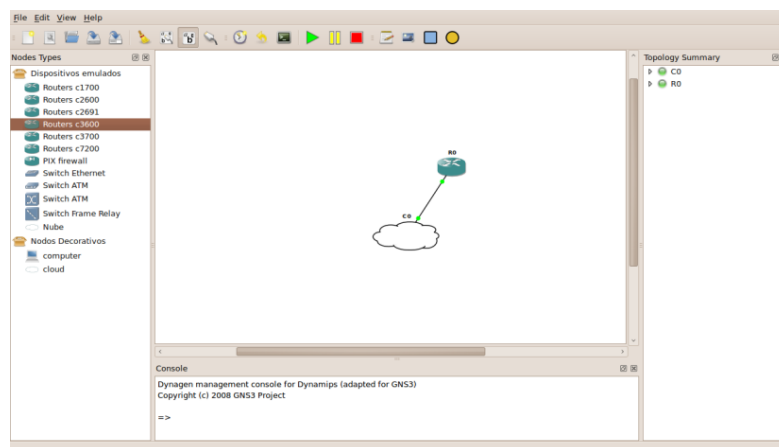 File Edit View Help
Nodes Types
Dispositivos emulados
Routers c1700
Routers c2600
Routers c2691
Routers c3600
Routers c3700
Routers c7200
PIX firewall
Switch Ethernet
Switch ATM
Switch ATM
Switch Frame Relay
Nube
Nodos Decorativos
computer
cloud
R0
C0
Topology Summary
C0
R0
Console
Dynagen management console for Dynamips (adapted for GNS3)
Copyright (c) 2008 GNS3 Project
=>